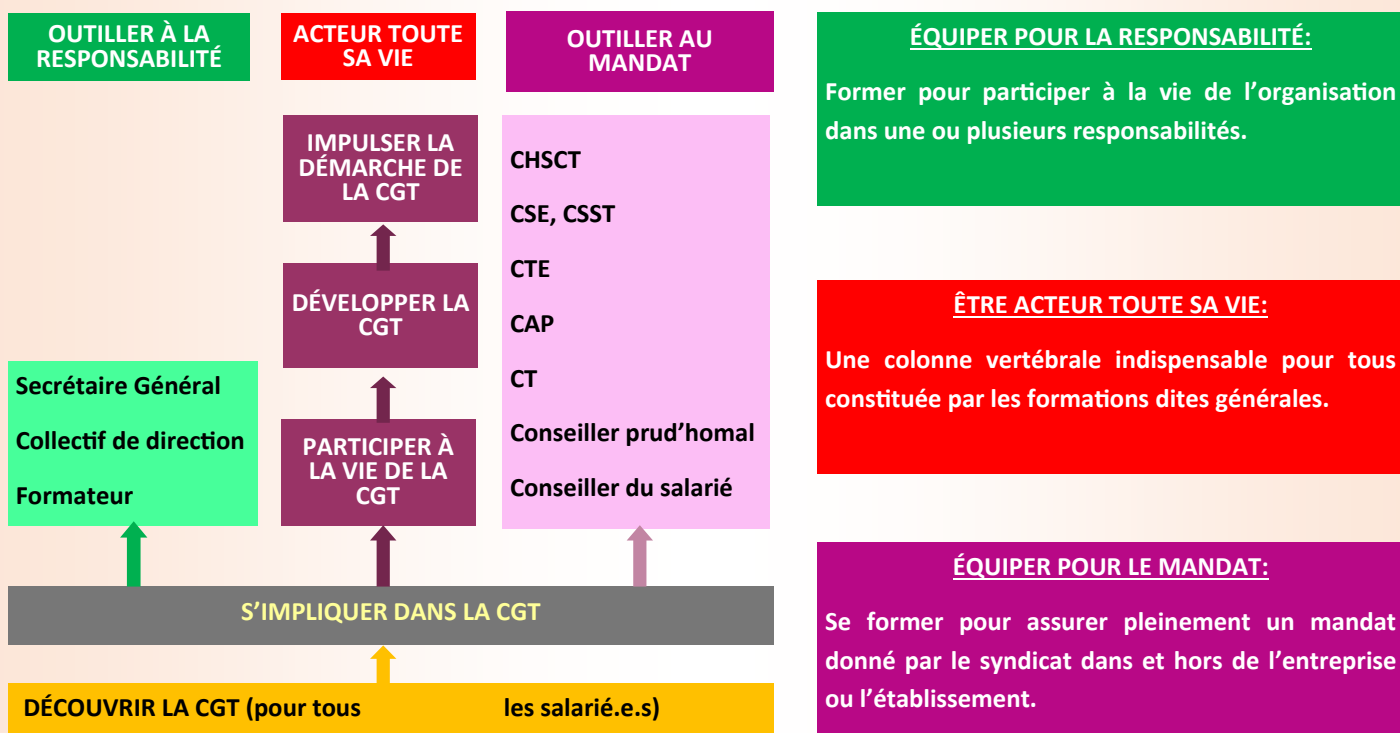 OUTILLER À LA
RESPONSABILITÉ
ACTEUR TOUTE
SA VIE
OUTILLER AU
MANDAT
IMPULSER LA
DÉMARCHE DE
LA CGT
DÉVELOPPER LA
CGT
PARTICIPER À
LA VIE DE LA
CGT
Secrétaire Général
Collectif de direction
Formateur
CHSCT
CSE, CSST
CTE
CAP
CT
Conseiller prud’homal
Conseiller du salarié
S’IMPLIQUER DANS LA CGT
DÉCOUVRIR LA CGT (pour tous les salarié.e.s)
ÉQUIPER POUR LA RESPONSABILITÉ:
Former pour participer à la vie de l’organisation
dans une ou plusieurs responsabilités.
ÊTRE ACTEUR TOUTE SA VIE:
Une colonne vertébrale indispensable pour tous
constituée par les formations dites générales.
ÉQUIPER POUR LE MANDAT:
Se former pour assurer pleinement un mandat
donné par le syndicat dans et hors de l’entreprise
ou l’établissement.